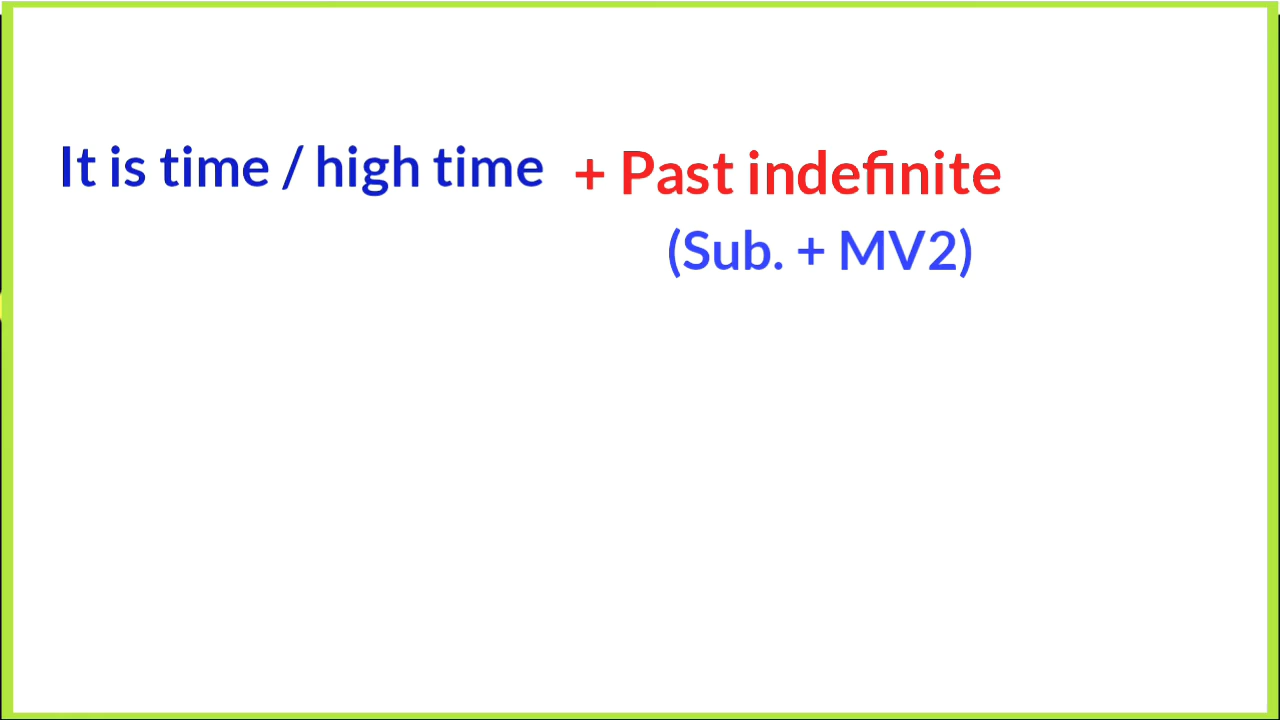 It is time / high time + Past indefinite
(Sub. + MV2)